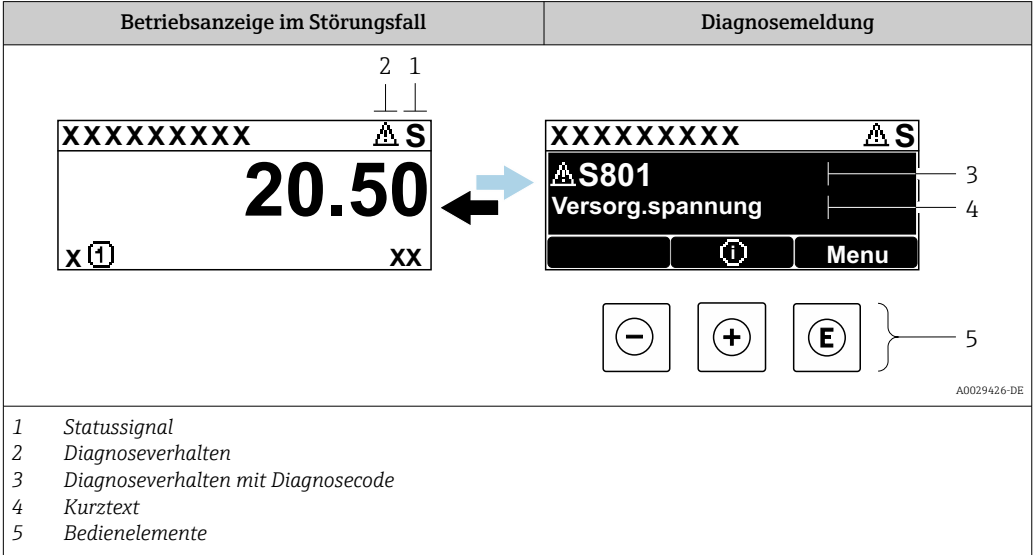 Betriebsanzeige im Störungsfall
Diagnosemeldung
2 1
XXXXXXXXX ⚠ S
20.50
x ① xx
XXXXXXXXX ⚠ S
⚠S801
3
Versorg.spannung
4
ⓘ Menu
− + E
5
A0029426-DE
1 Statussignal
2 Diagnoseverhalten
3 Diagnoseverhalten mit Diagnosecode
4 Kurztext
5 Bedienelemente